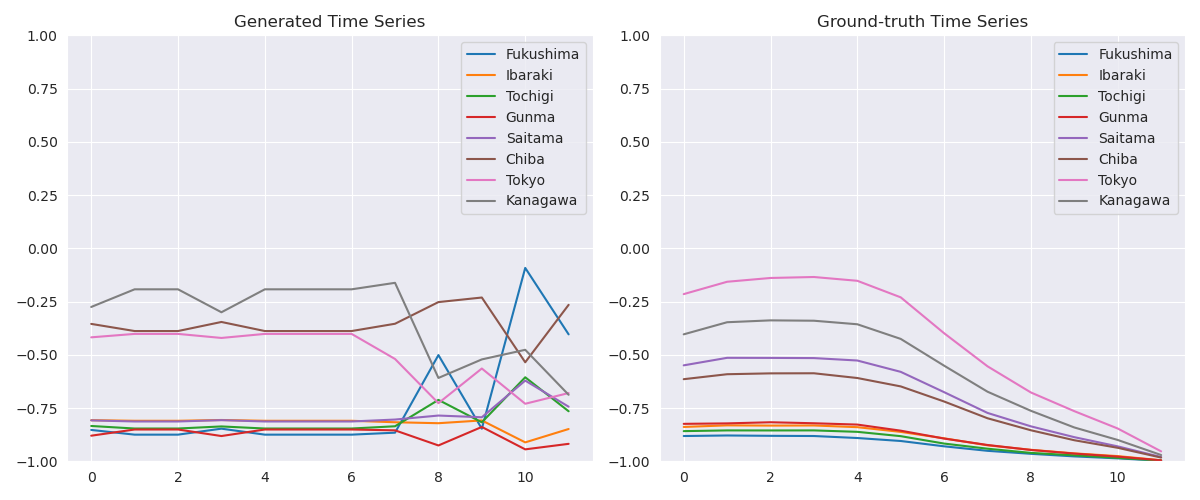 Generated Time Series
1.00
0.75
0.50
0.25
0.00
−0.25
−0.50
−0.75
−1.00
0 2 4 6 8 10
Fukushima
Ibaraki
Tochigi
Gunma
Saitama
Chiba
Tokyo
Kanagawa
Ground-truth Time Series
1.00
0.75
0.50
0.25
0.00
−0.25
−0.50
−0.75
−1.00
0 2 4 6 8 10
Fukushima
Ibaraki
Tochigi
Gunma
Saitama
Chiba
Tokyo
Kanagawa